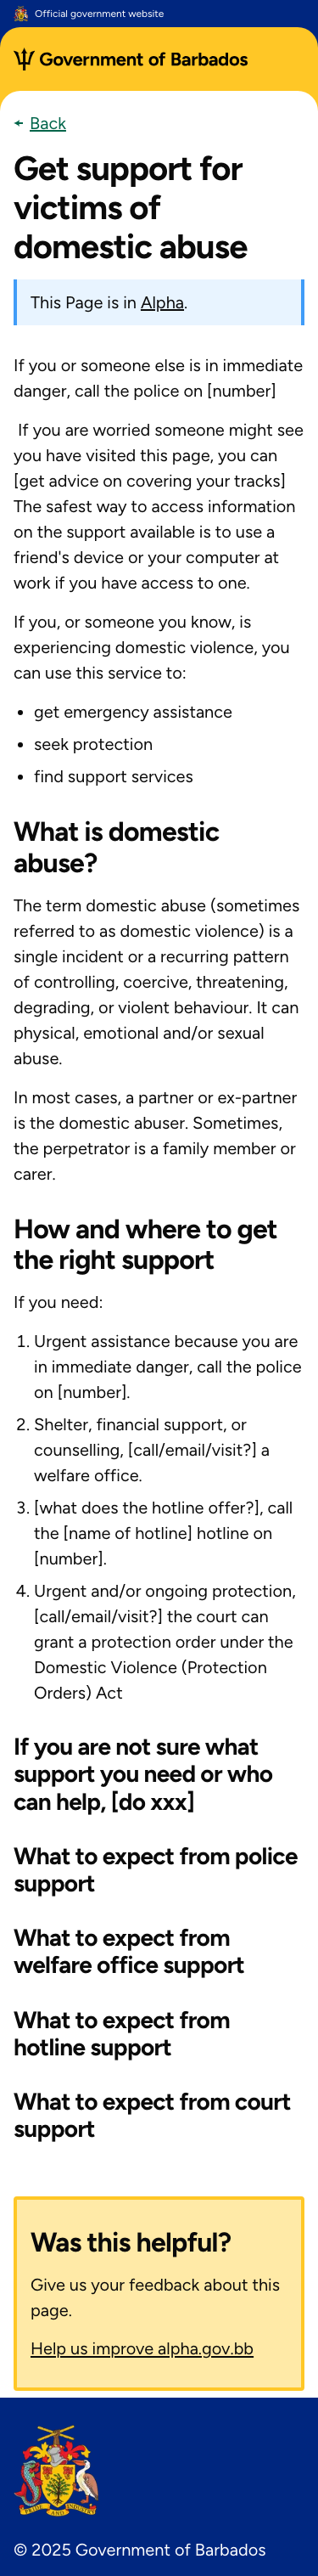 Official government website
Government of Barbados
Back
Get support for
victims of
domestic abuse
This Page is in Alpha.
If you or someone else is in immediate
danger, call the police on [number]
If you are worried someone might see
you have visited this page, you can
[get advice on covering your tracks]
The safest way to access information
on the support available is to use a
friend's device or your computer at
work if you have access to one.
If you, or someone you know, is
experiencing domestic violence, you
can use this service to:
• get emergency assistance
• seek protection
• find support services
What is domestic
abuse?
The term domestic abuse (sometimes
referred to as domestic violence) is a
single incident or a recurring pattern
of controlling, coercive, threatening,
degrading, or violent behaviour. It can
physical, emotional and/or sexual
abuse.
In most cases, a partner or ex-partner
is the domestic abuser. Sometimes,
the perpetrator is a family member or
carer.
How and where to get
the right support
If you need:
1. Urgent assistance because you are
in immediate danger, call the police
on [number].
2. Shelter, financial support, or
counselling, [call/email/visit?] a
welfare office.
3. [what does the hotline offer?], call
the [name of hotline] hotline on
[number].
4. Urgent and/or ongoing protection,
[call/email/visit?] the court can
grant a protection order under the
Domestic Violence (Protection
Orders) Act
If you are not sure what
support you need or who
can help, [do xxx]
What to expect from police
support
What to expect from
welfare office support
What to expect from
hotline support
What to expect from court
support
Was this helpful?
Give us your feedback about this
page.
Help us improve alpha.gov.bb
PRIDE AND INDUSTRY
© 2025 Government of Barbados